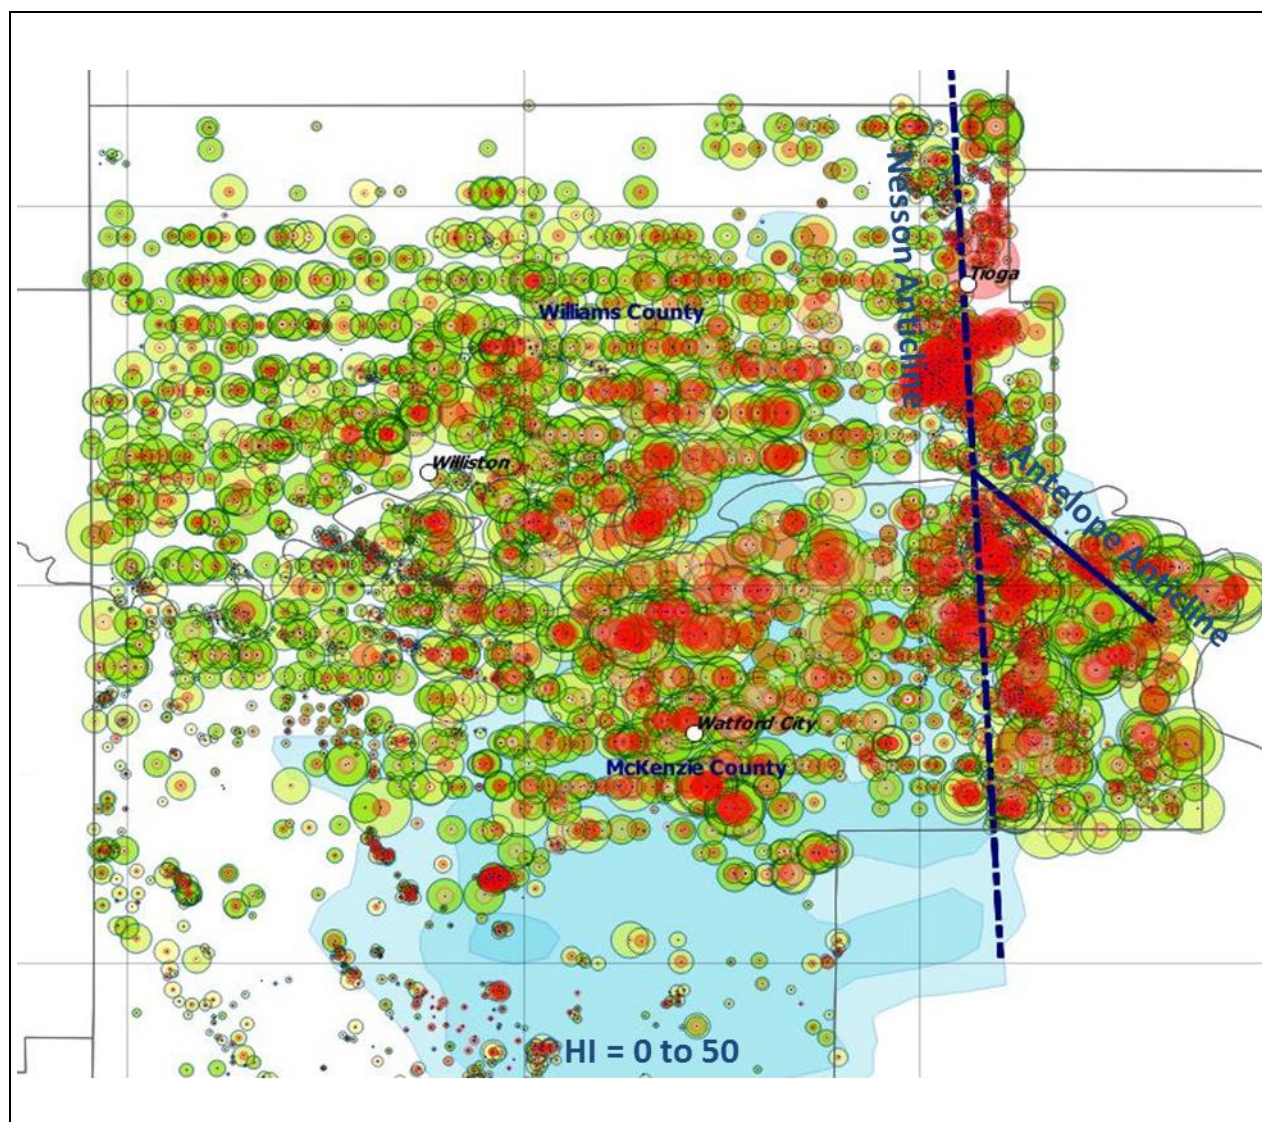 Nesson Anticline
Tioga
Williams County
Williston
Antelope Anticline
Watford City
McKenzie County
HI = 0 to 50